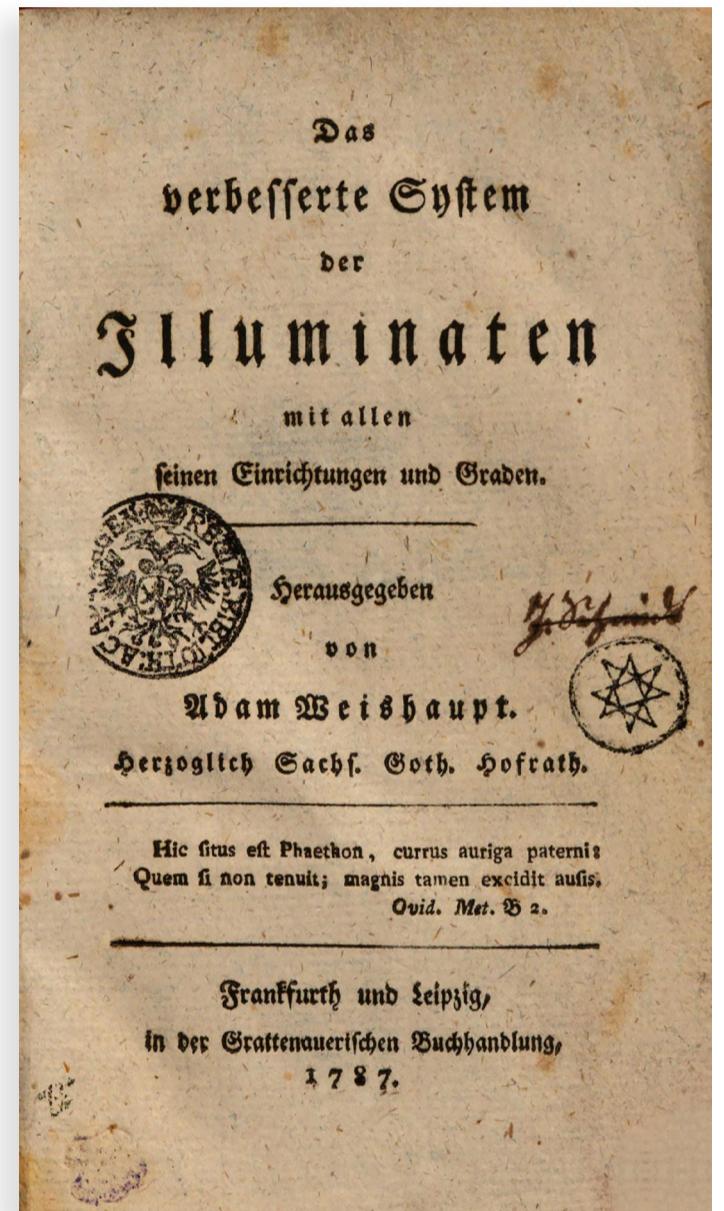 Das
verbesserte System
der
Illuminaten
mit allen
seinen Einrichtungen und Graden.
Herausgegeben
von
Adam Weishaupt.
Herzoglich Sachs. Goth. Hofrath.
Hic situs est Phaethon, currus auriga paterni:
Quem si non tenuit; magnis tamen excidit ausis.
Ovid. Met. B 2.
Frankfurth und Leipzig,
in der Grattenauerischen Buchhandlung,
1787.